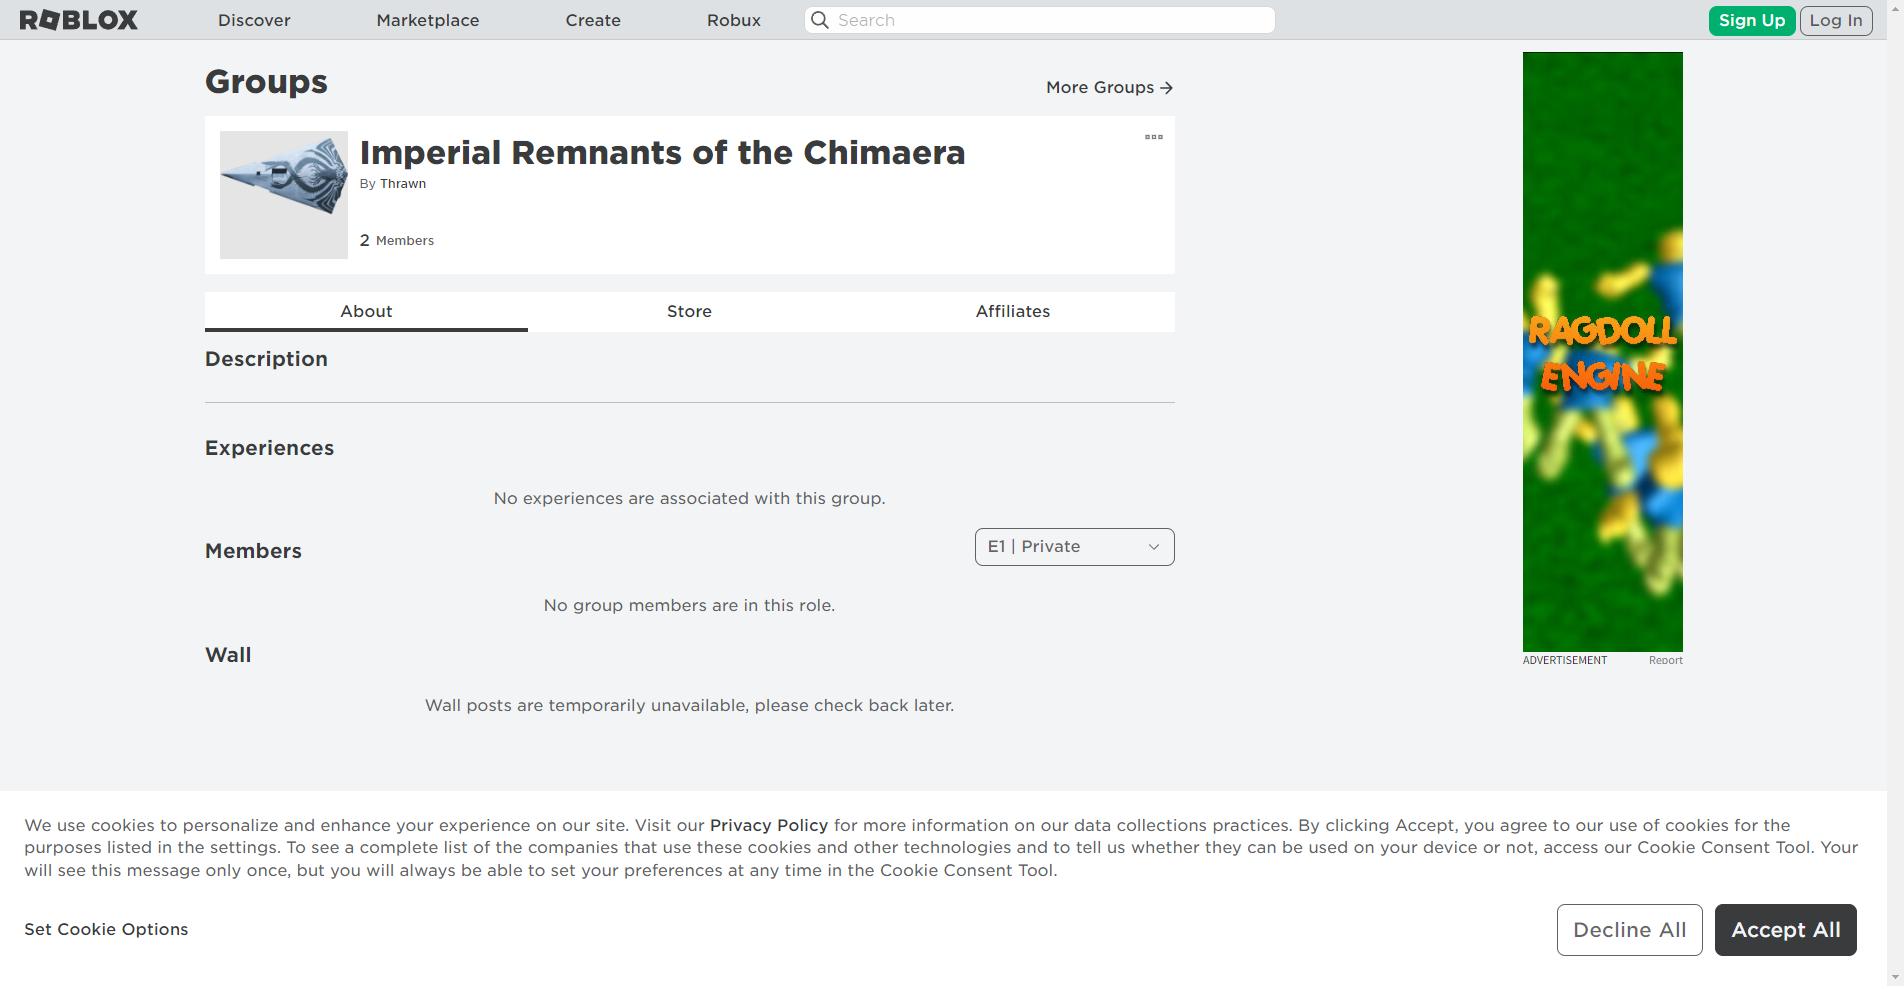 ROBLOX
Discover
Marketplace
Create
Robux
Search
Sign Up
Log In
Groups
More Groups
Imperial Remnants of the Chimaera
By Thrawn
2 Members
About
Store
Affiliates
Description
Experiences
No experiences are associated with this group.
Members
E1 | Private
No group members are in this role.
Wall
Wall posts are temporarily unavailable, please check back later.
RAGDOLL
ENGINE
ADVERTISEMENT
Report
We use cookies to personalize and enhance your experience on our site. Visit our Privacy Policy for more information on our data collections practices. By clicking Accept, you agree to our use of cookies for the
purposes listed in the settings. To see a complete list of the companies that use these cookies and other technologies and to tell us whether they can be used on your device or not, access our Cookie Consent Tool. Your
will see this message only once, but you will always be able to set your preferences at any time in the Cookie Consent Tool.
Set Cookie Options
Decline All
Accept All